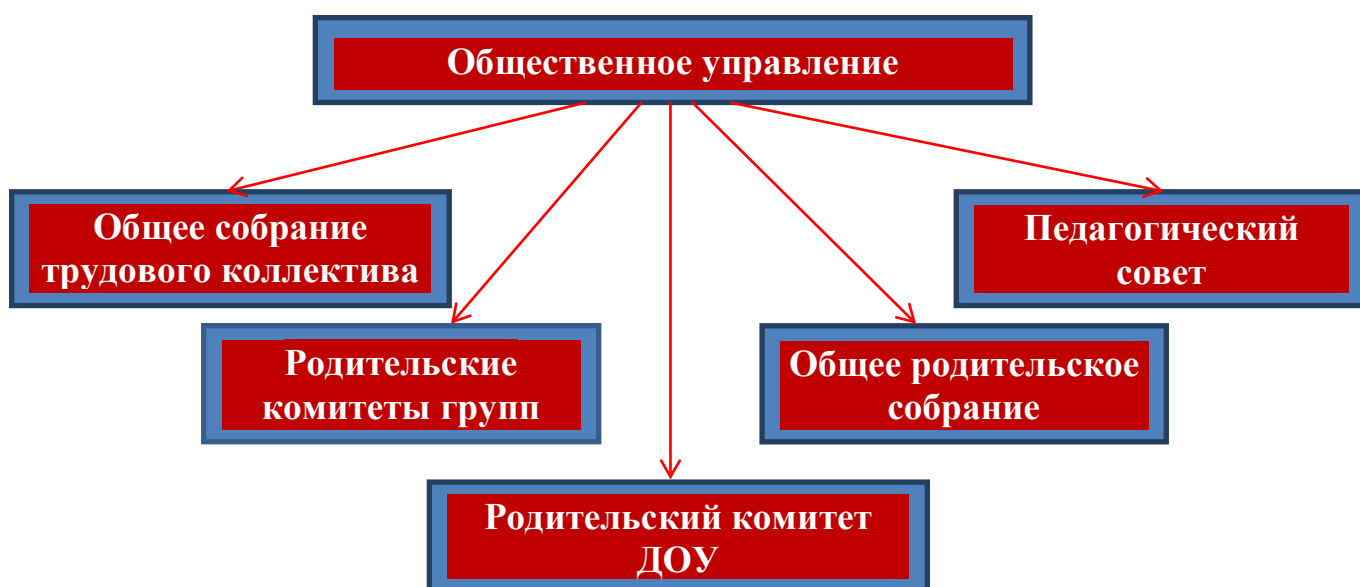 Общественное управление
Общее собрание
трудового коллектива
Педагогический
совет
Родительские
комитеты групп
Общее родительское
собрание
Родительский комитет
ДОУ